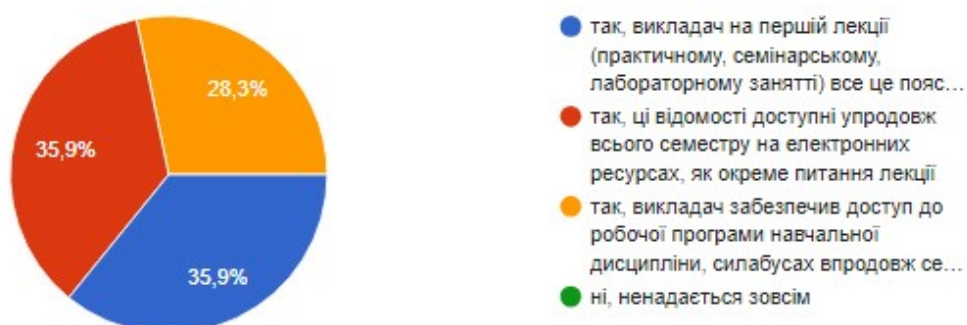 28,3%
35,9%
35,9%
так, викладач на першій лекції
(практичному, семінарському,
лабораторному занятті) все це пояс...
так, ці відомості доступні упродовж
всього семестру на електронних
ресурсах, як окреме питання лекції
так, викладач забезпечив доступ до
робочої програми навчальної
дисципліни, силабусах впродовж се...
ні, ненадається зовсім